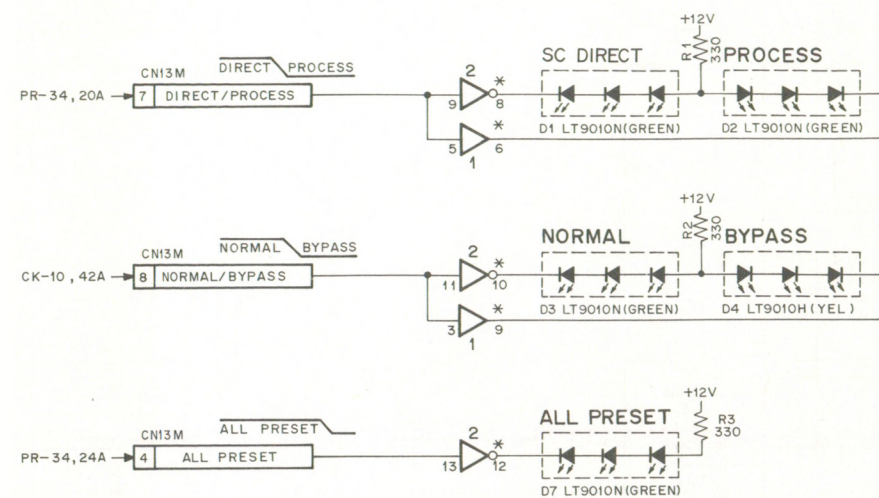 +12V
CN13M
DIRECT PROCESS
2
*
SC DIRECT
R1
330
PROCESS
PR-34,20A
7 DIRECT/PROCESS
9
8
D1 LT9010N(GREEN)
D2 LT9010N(GREEN)
*
5
6
1
+12V
CN13M
NORMAL BYPASS
2
*
NORMAL
R2
330
BYPASS
CK-10,42A
8 NORMAL/BYPASS
11
10
D3 LT9010N(GREEN)
D4 LT9010H(YEL)
*
3
9
1
+12V
CN13M
ALL PRESET
2
*
ALL PRESET
R3
330
PR-34,24A
4 ALL PRESET
13
12
D7 LT9010N(GREEN)